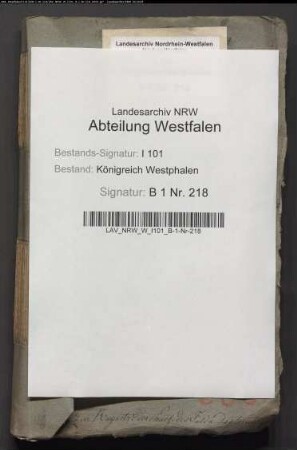 Landesarchiv Nordrhein-Westfalen
Landesarchiv NRW
Abteilung Westfalen
Bestands-Signatur: I 101
Bestand: Königreich Westphalen
Signatur: B 1 Nr. 218
LAV_NRW_W_I101_B-1-Nr-218